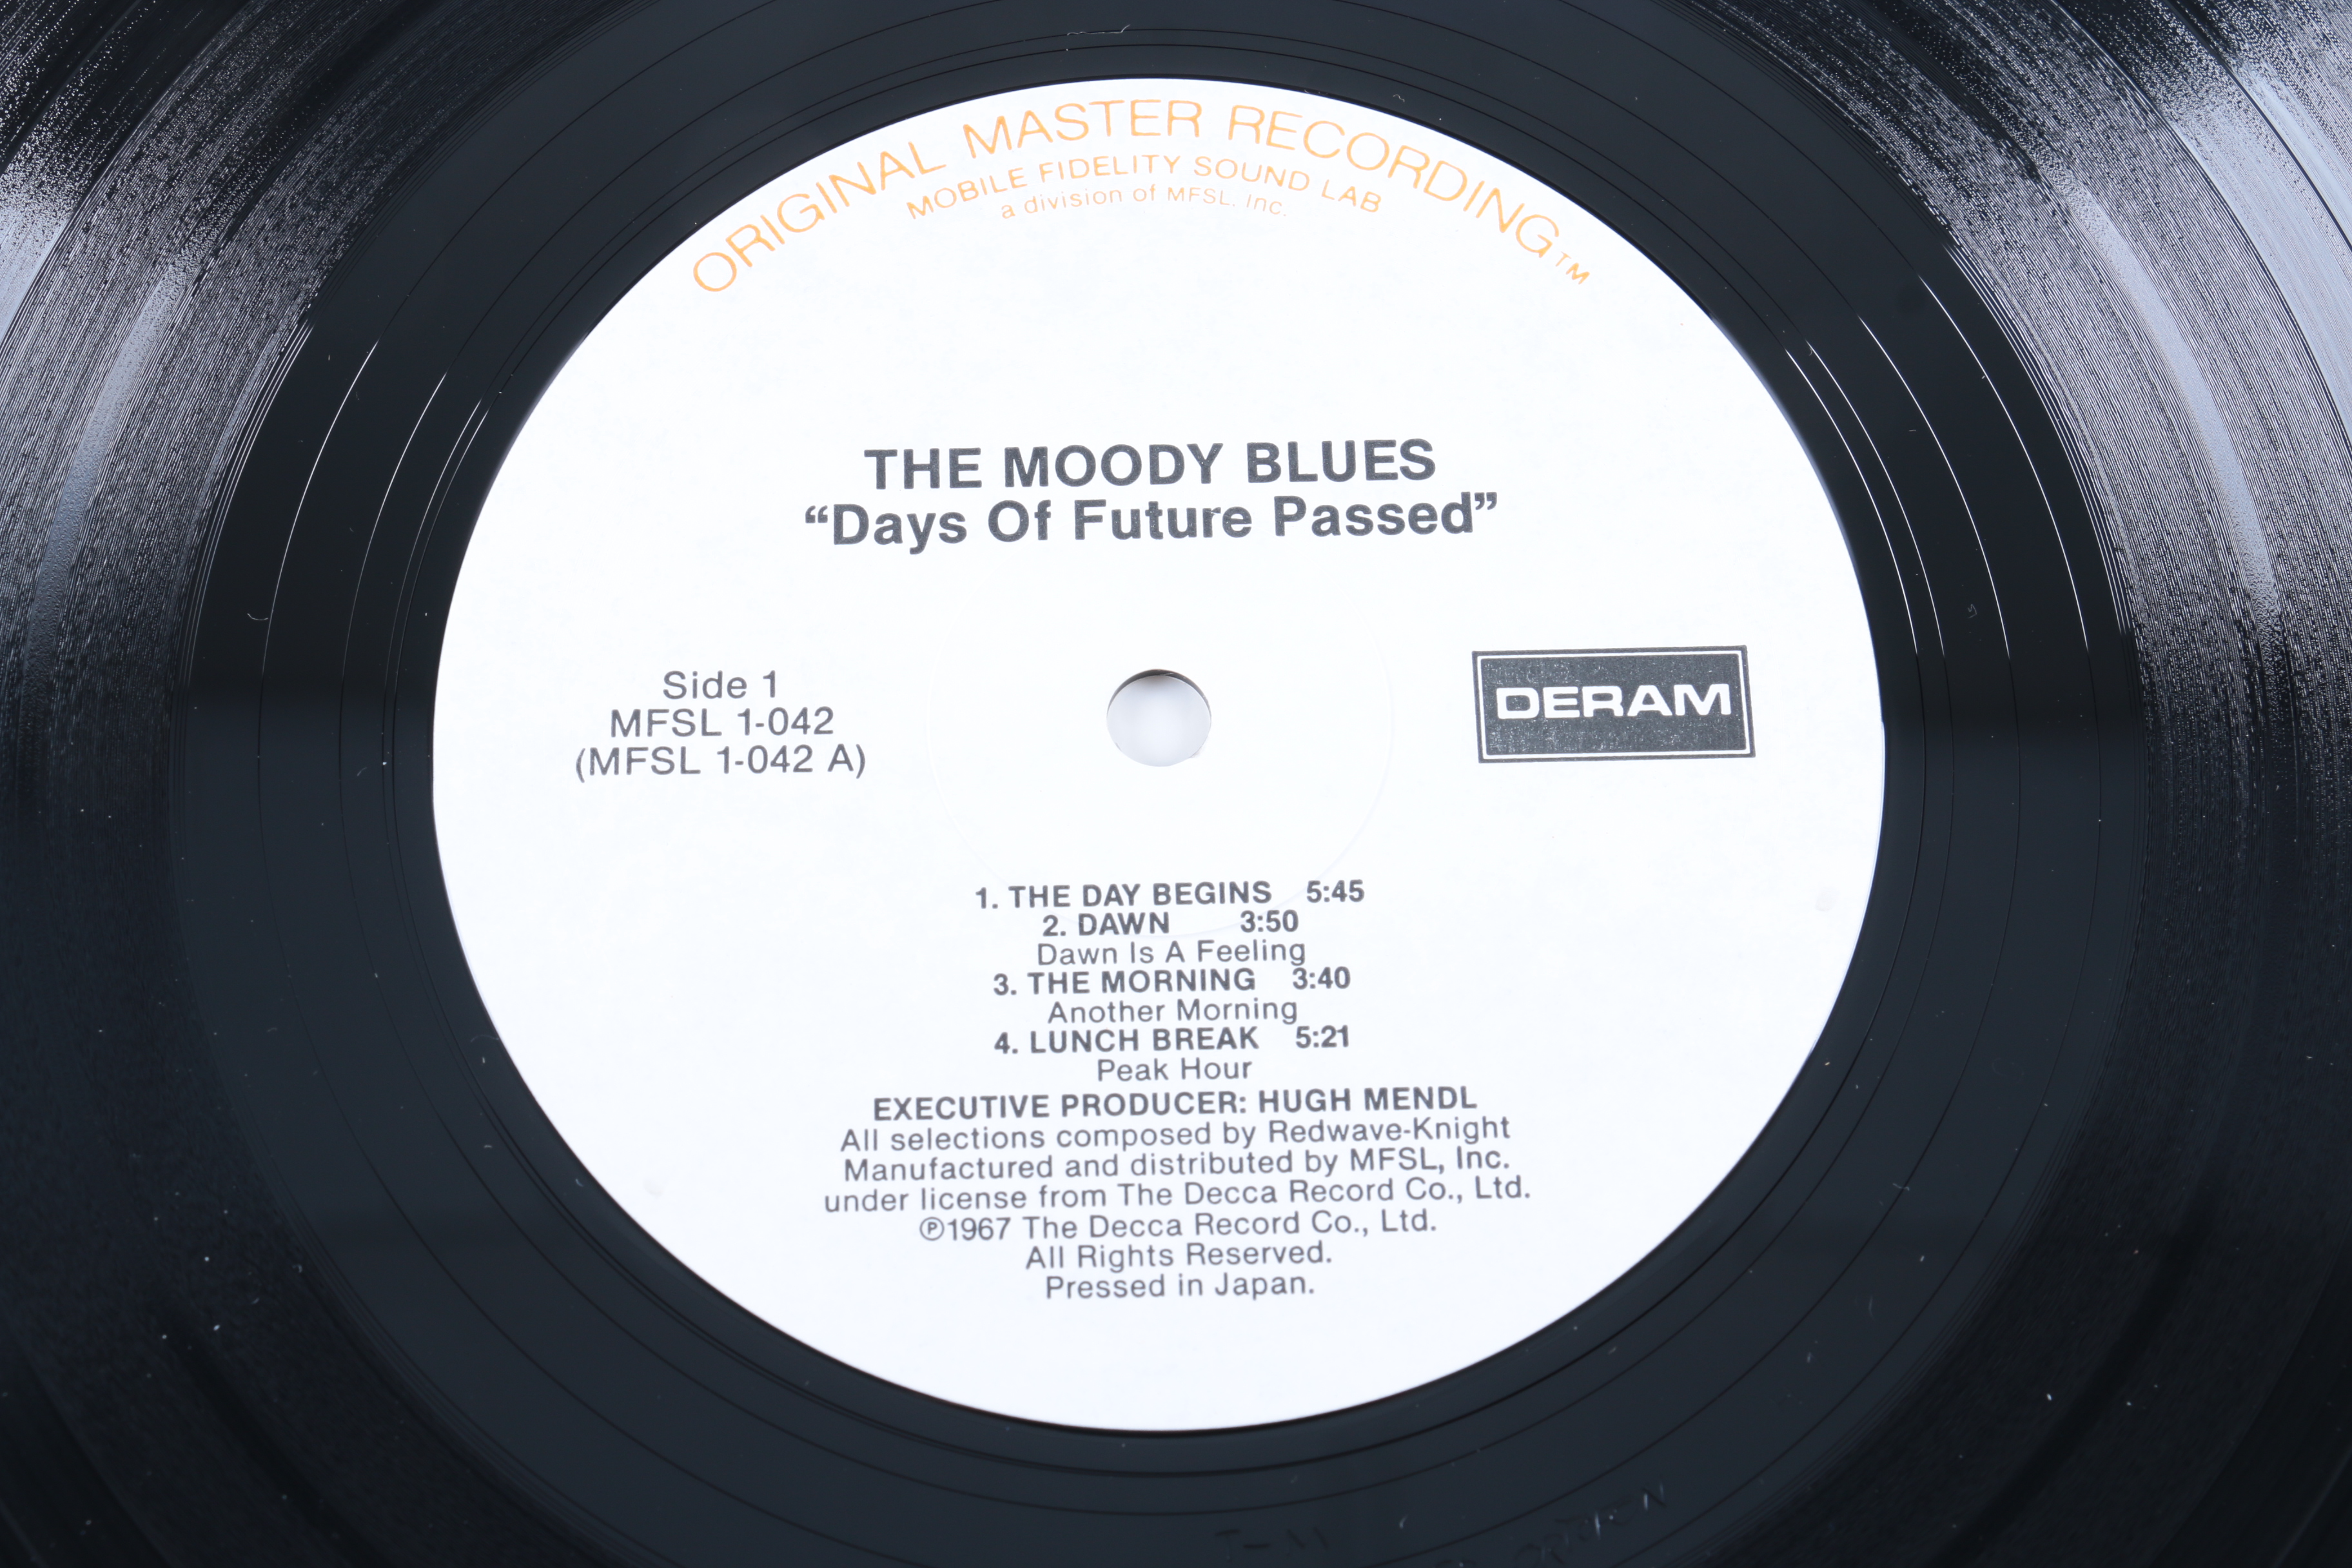 ORIGINAL MASTER RECORDING™
MOBILE FIDELITY SOUND LAB
a division of MFSL, Inc.
THE MOODY BLUES
“Days Of Future Passed”
Side 1
MFSL 1-042
(MFSL 1-042 A)
DERAM
1. THE DAY BEGINS 5:45
2. DAWN 3:50
Dawn Is A Feeling
3. THE MORNING 3:40
Another Morning
4. LUNCH BREAK 5:21
Peak Hour
EXECUTIVE PRODUCER: HUGH MENDL
All selections composed by Redwave-Knight
Manufactured and distributed by MFSL, Inc.
under license from The Decca Record Co., Ltd.
℗1967 The Decca Record Co., Ltd.
All Rights Reserved.
Pressed in Japan.